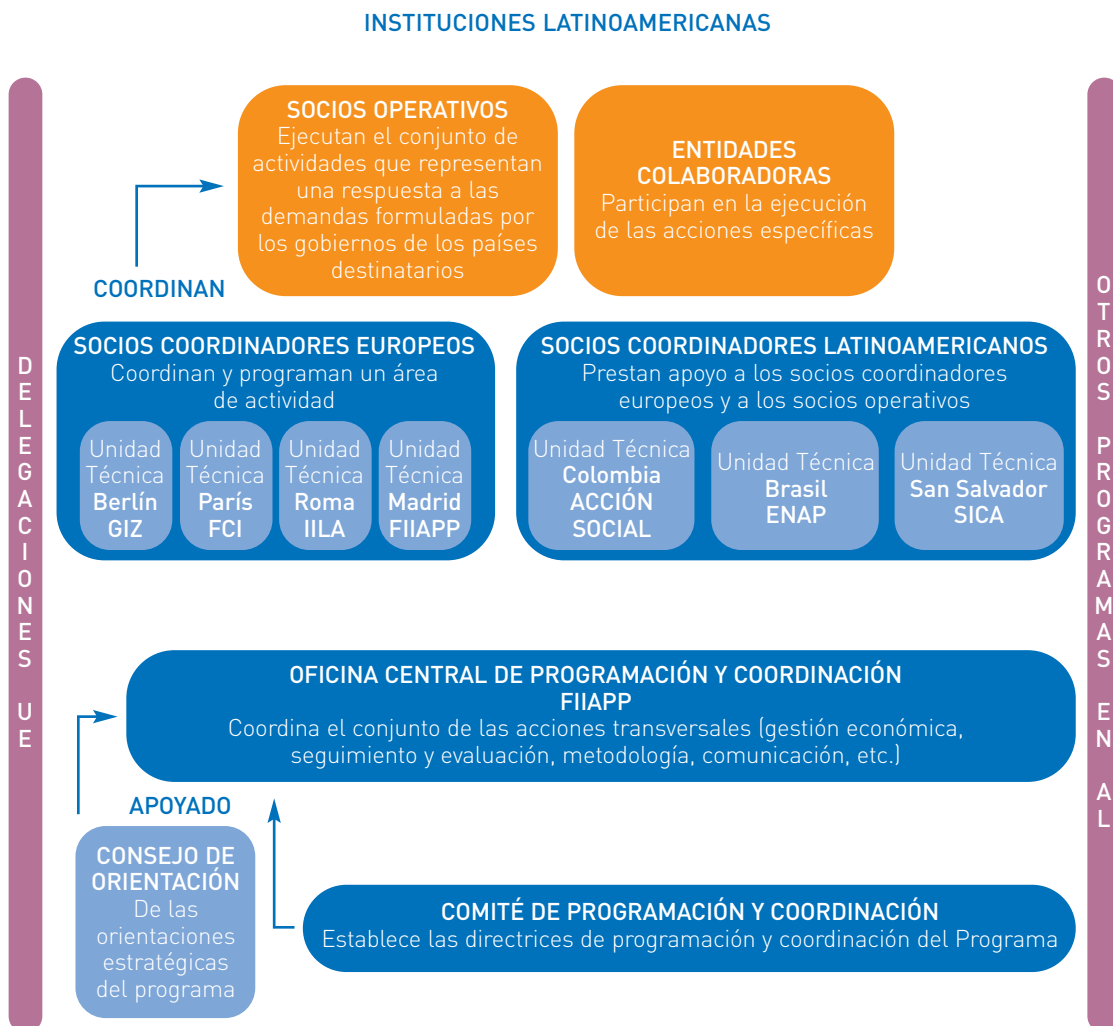 INSTITUCIONES LATINOAMERICANAS
SOCIOS OPERATIVOS
Ejecutan el conjunto de
actividades que representan
una respuesta a las
demandas formuladas por
los gobiernos de los países
destinatarios
ENTIDADES
COLABORADORAS
Participan en la ejecución
de las acciones específicas
COORDINAN
SOCIOS COORDINADORES EUROPEOS
Coordinan y programan un área
de actividad
Unidad
Técnica
Berlín
GIZ
Unidad
Técnica
París
FCI
Unidad
Técnica
Roma
IILA
Unidad
Técnica
Madrid
FIIAPP
SOCIOS COORDINADORES LATINOAMERICANOS
Prestan apoyo a los socios coordinadores
europeos y a los socios operativos
Unidad Técnica
Colombia
ACCIÓN
SOCIAL
Unidad Técnica
Brasil
ENAP
Unidad Técnica
San Salvador
SICA
OFICINA CENTRAL DE PROGRAMACIÓN Y COORDINACIÓN
FIIAPP
Coordina el conjunto de las acciones transversales (gestión económica,
seguimiento y evaluación, metodología, comunicación, etc.)
APOYADO
CONSEJO DE
ORIENTACIÓN
De las
orientaciones
estratégicas
del programa
COMITÉ DE PROGRAMACIÓN Y COORDINACIÓN
Establece las directrices de programación y coordinación del Programa
DELEGACIONES UE
OTROS PROGRAMAS EN AL